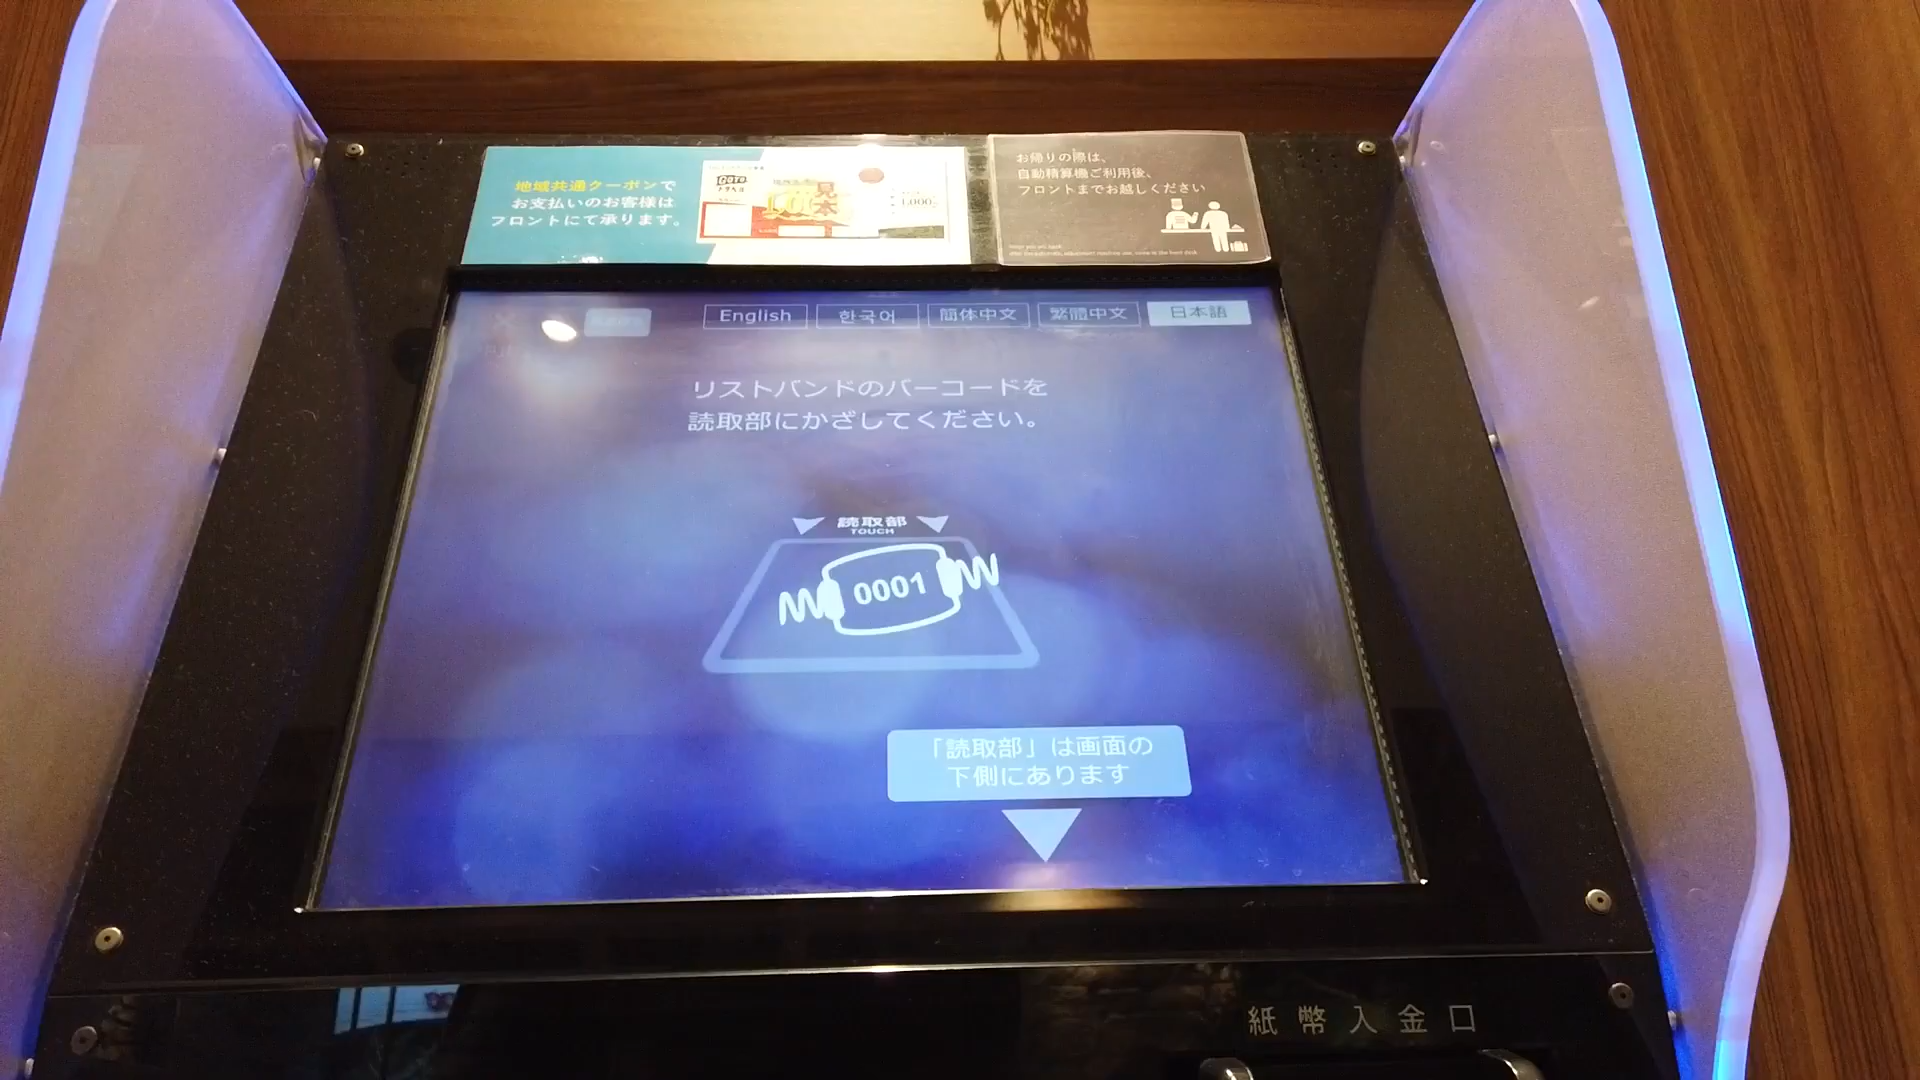 地域共通クーポンで
お支払いのお客様は
フロントにて承ります。
見本
1,000
お帰りの際は、
自動精算機ご利用後、
フロントまでお越しください
English
한국어
簡体中文
繁體中文
日本語
リストバンドのバーコードを
読取部にかざしてください。
読取部
TOUCH
0001
「読取部」は画面の
下側にあります
紙幣入金口